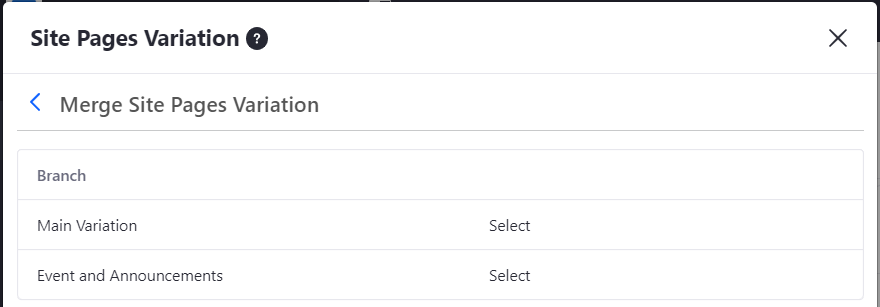 Site Pages Variation ?
Merge Site Pages Variation
Branch
Main Variation Select
Event and Announcements Select